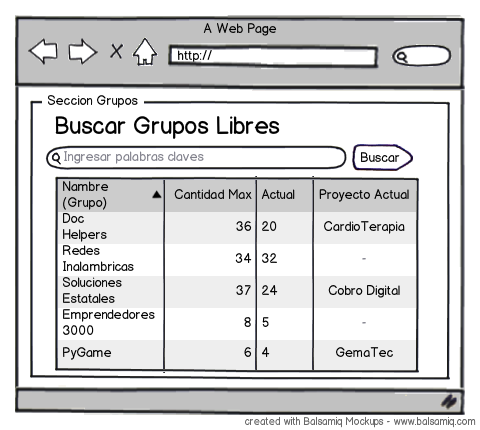 A Web Page
http://
Seccion Grupos
Buscar Grupos Libres
Ingresar palabras claves
Buscar
Nombre
(Grupo)
Cantidad Max
Actual
Proyecto Actual
Doc
Helpers
36
20
CardioTerapia
Redes
Inalambricas
34
32
-
Soluciones
Estatales
37
24
Cobro Digital
Emprendedores
3000
8
5
-
PyGame
6
4
GemaTec
created with Balsamiq Mockups - www.balsamiq.com